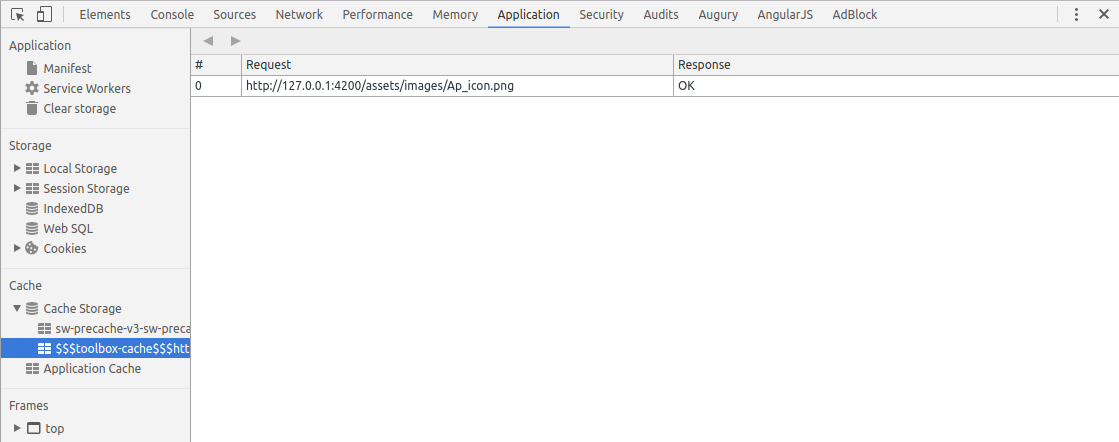 Elements Console Sources Network Performance Memory Application Security Audits Augury AngularJS AdBlock
Application
Manifest
Service Workers
Clear storage
Storage
Local Storage
Session Storage
IndexedDB
Web SQL
Cookies
Cache
Cache Storage
sw-precache-v3-sw-preca
$$$toolbox-cache$$$htt
Application Cache
Frames
top
# Request Response
0 http://127.0.0.1:4200/assets/images/Ap_icon.png OK